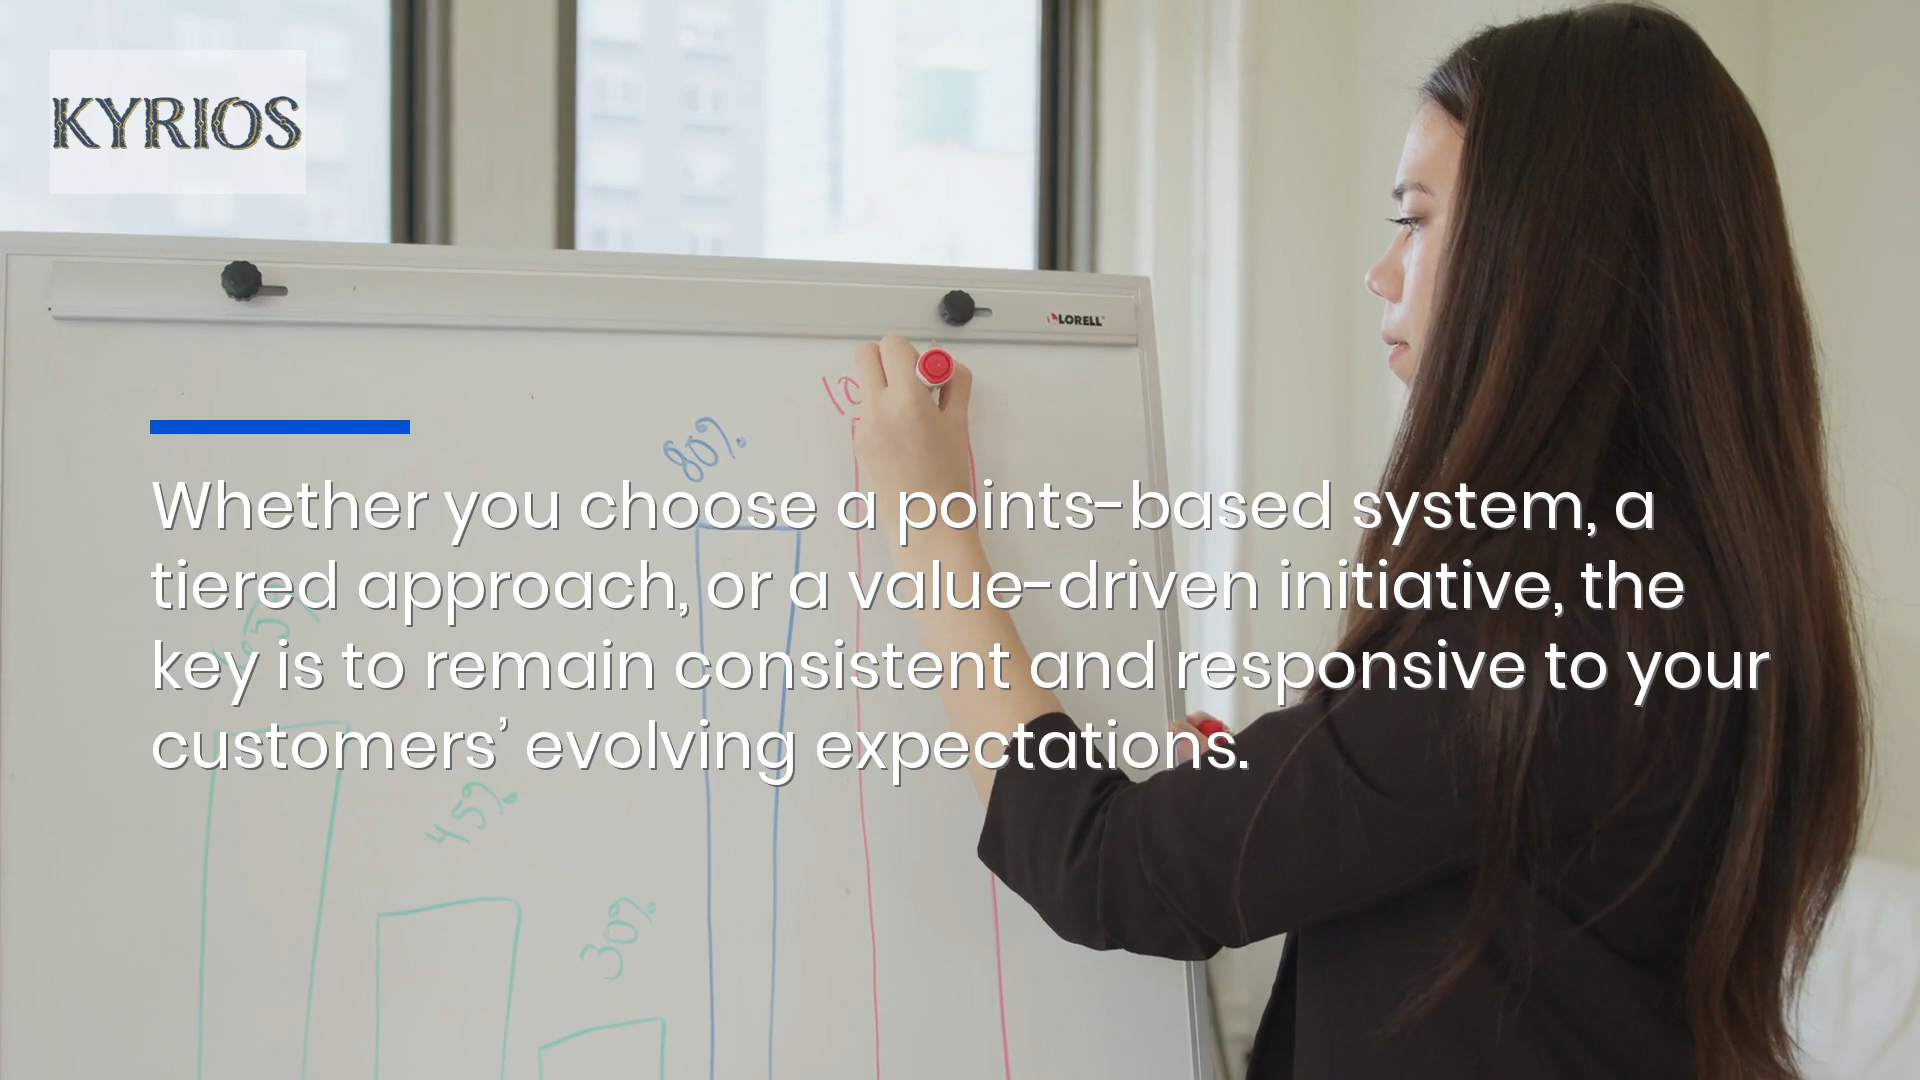 KYRIOS
LORELL
10
80%
Whether you choose a points-based system, a
tiered approach, or a value-driven initiative, the
key is to remain consistent and responsive to your
customers’ evolving expectations.
45%
30%